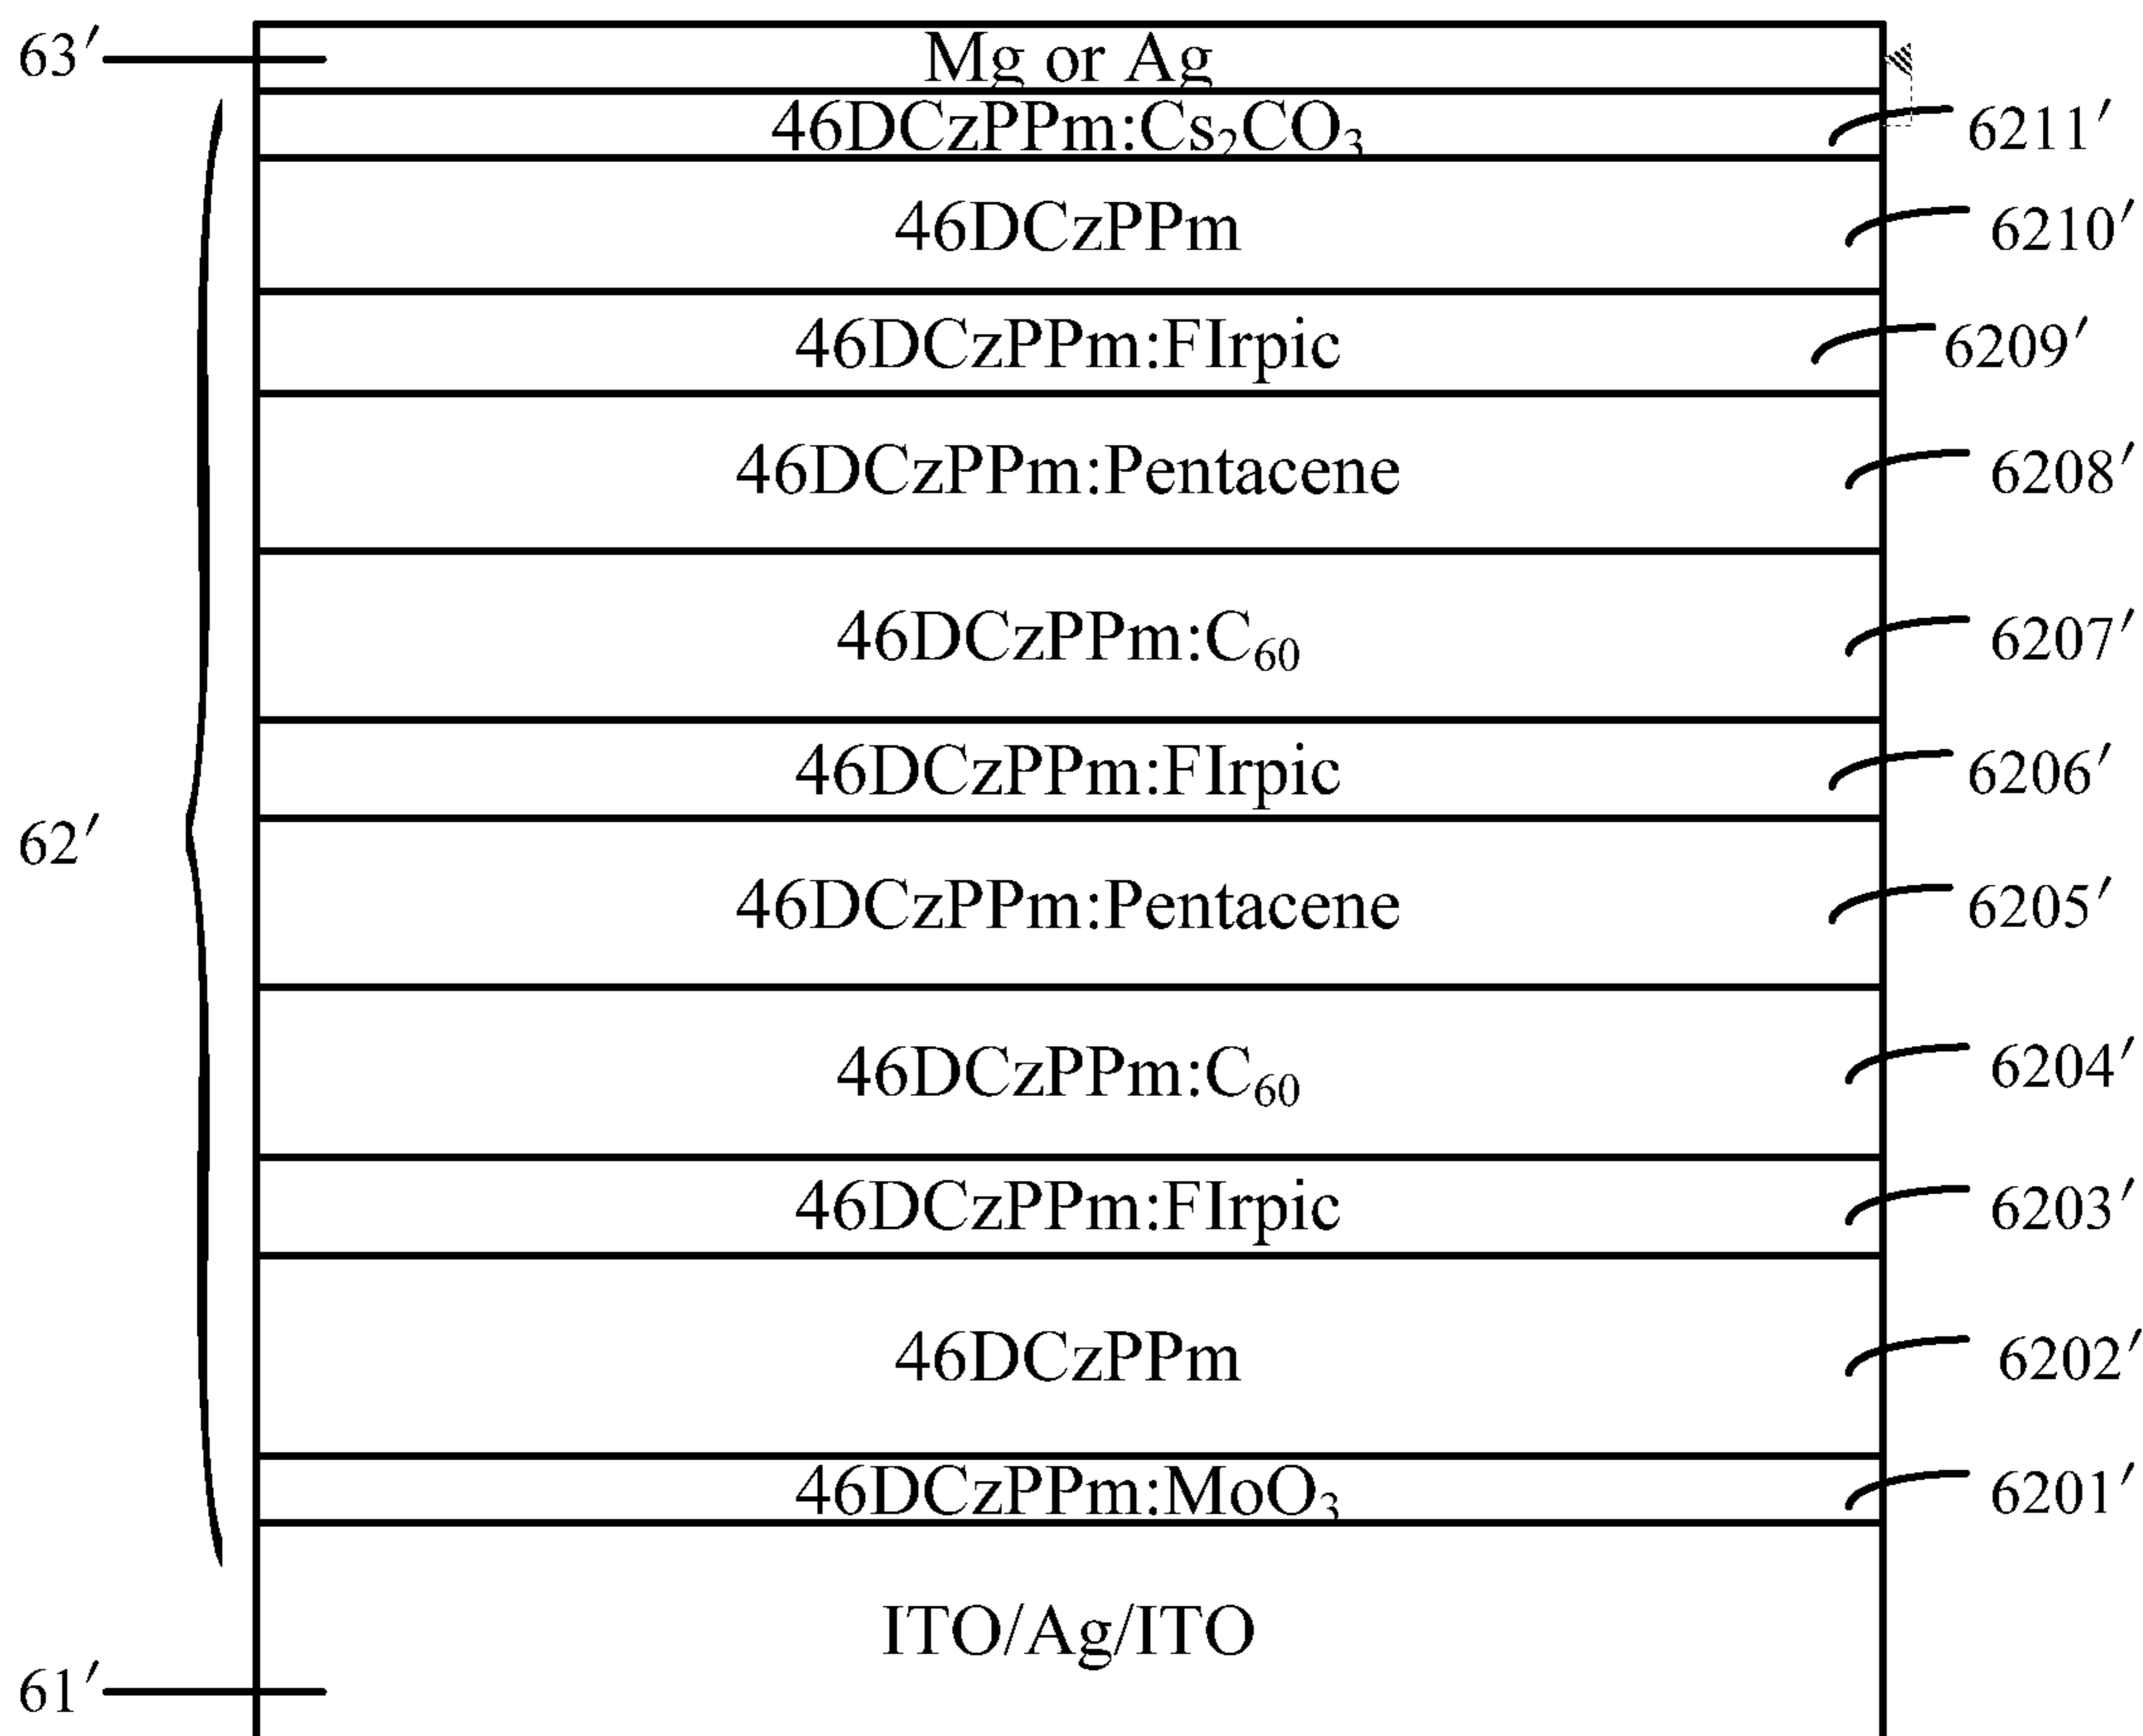 63′
Mg or Ag
46DCzPPm:Cs₂CO₃
6211′
46DCzPPm
6210′
46DCzPPm:FIrpic
6209′
46DCzPPm:Pentacene
6208′
46DCzPPm:C₆₀
6207′
46DCzPPm:FIrpic
6206′
62′
46DCzPPm:Pentacene
6205′
46DCzPPm:C₆₀
6204′
46DCzPPm:FIrpic
6203′
46DCzPPm
6202′
46DCzPPm:MoO₃
6201′
ITO/Ag/ITO
61′